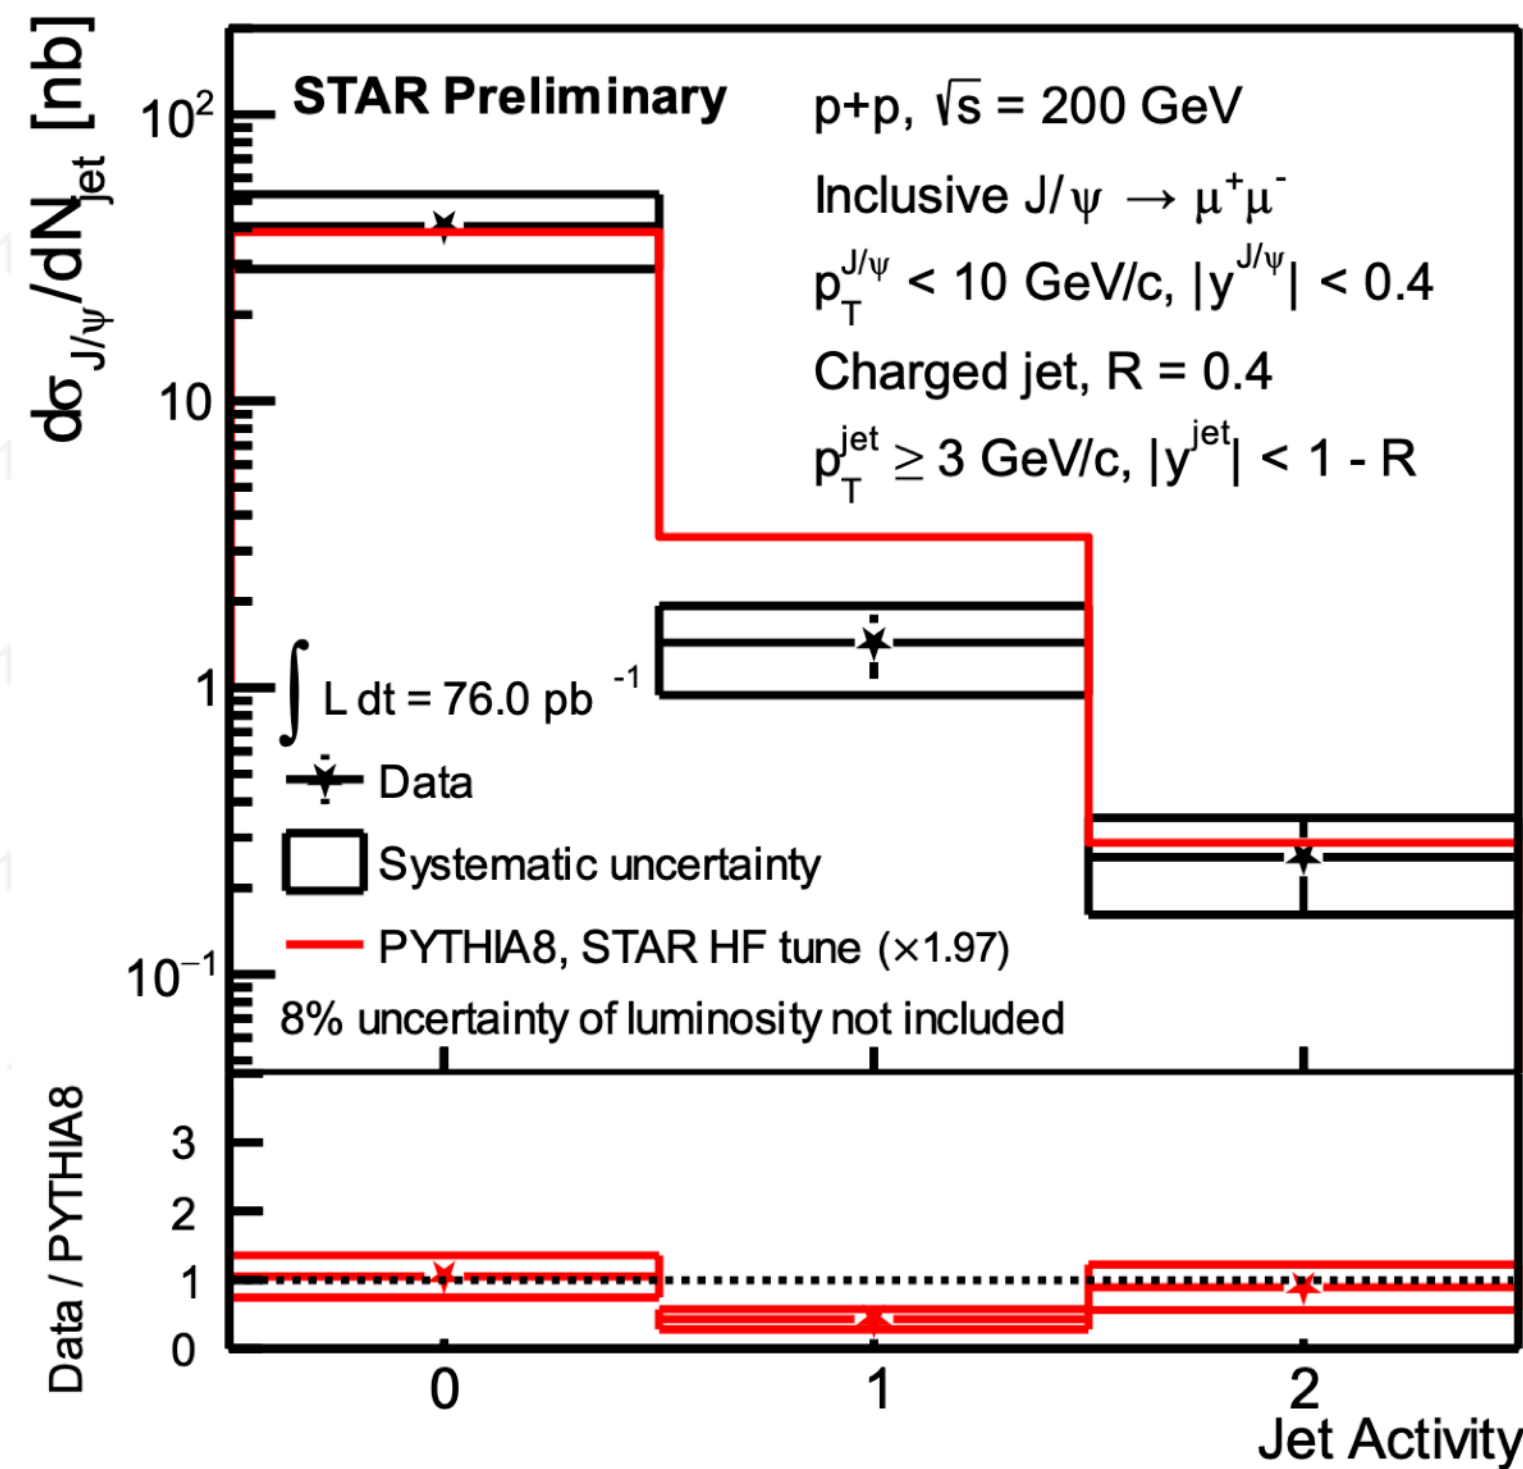 dσ_{J/ψ}/dN_{jet} [nb]
STAR Preliminary
p+p, √s = 200 GeV
Inclusive J/ψ → μ⁺μ⁻
p_T^{J/ψ} < 10 GeV/c, |y^{J/ψ}| < 0.4
Charged jet, R = 0.4
p_T^{jet} ≥ 3 GeV/c, |y^{jet}| < 1 - R
10²
10
1
10⁻¹
∫ L dt = 76.0 pb⁻¹
Data
Systematic uncertainty
PYTHIA8, STAR HF tune (×1.97)
8% uncertainty of luminosity not included
Data / PYTHIA8
3
2
1
0
0 1 2
Jet Activity